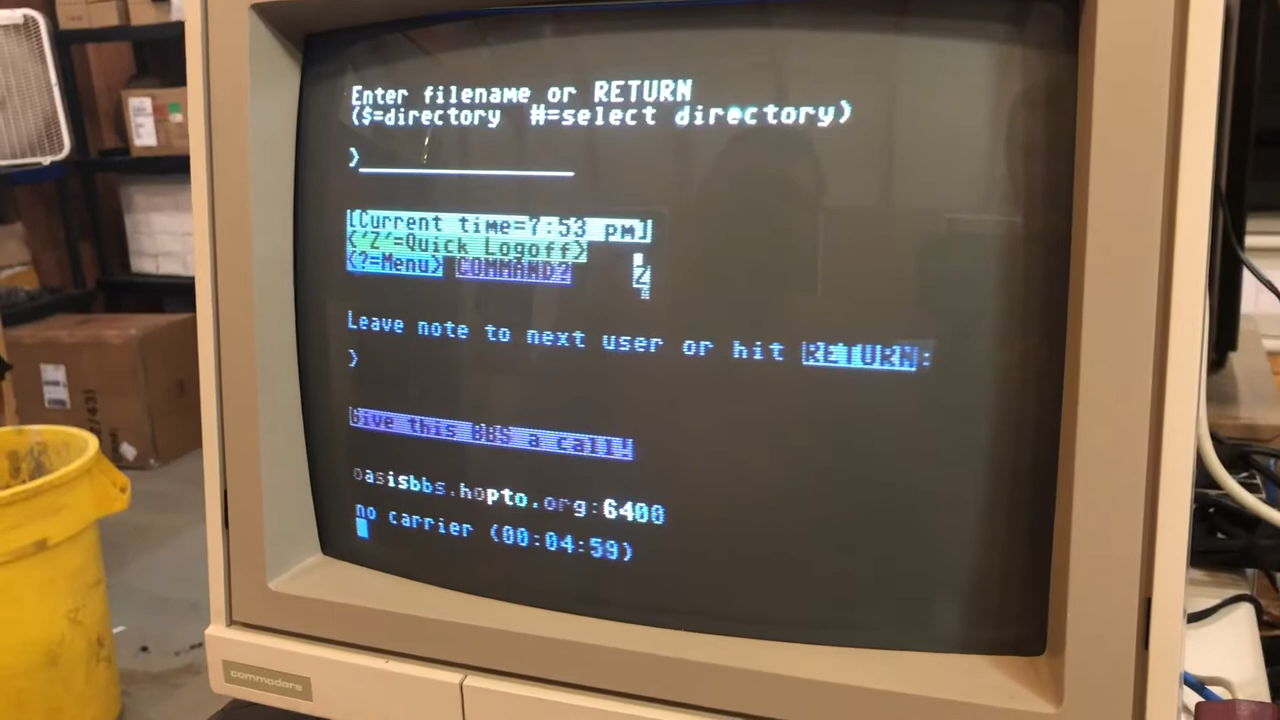 Enter filename or RETURN
($=directory #=select directory)
>
[Current time=7:53 pm]
<'Z'=Quick Logoff>
<?=Menu> COMMAND? Z
Leave note to next user or hit RETURN:
>
Give this BBS a call!
oasisbbs.hopto.org:6400
no carrier (00:04:59)
commodore